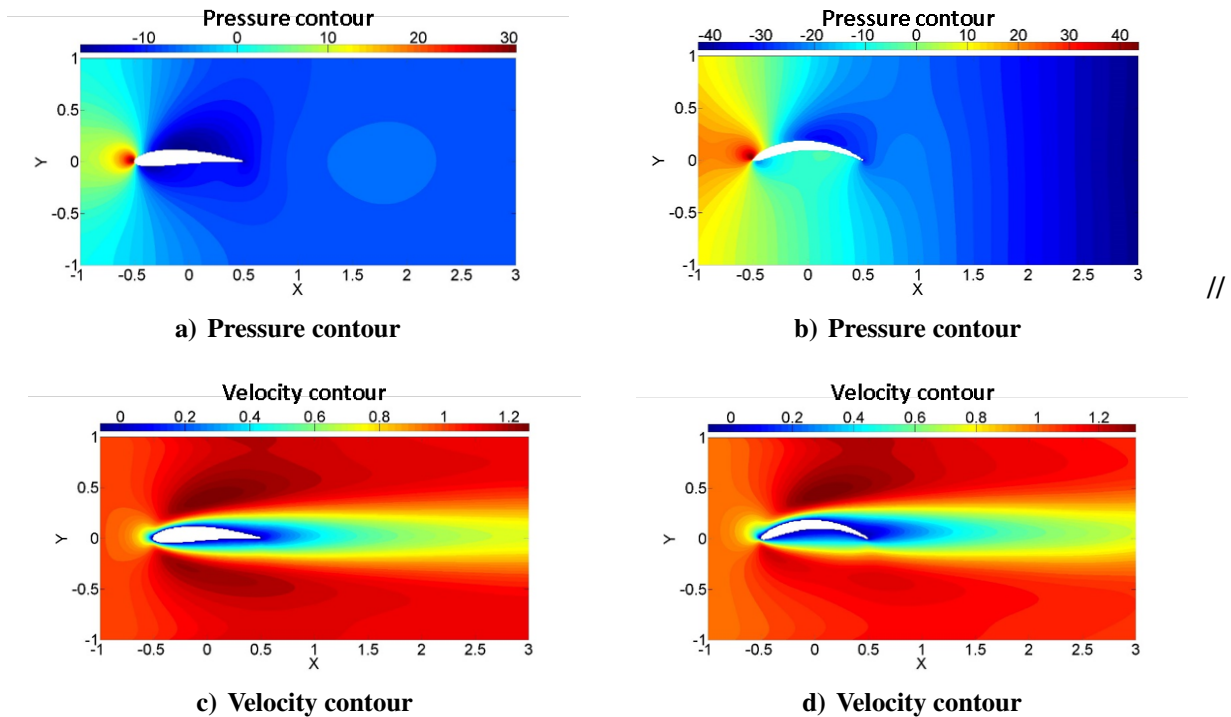 Pressure contour
-10 0 10 20 30
1
0.5
Y 0
-0.5
-1
-1 -0.5 0 0.5 1 1.5 2 2.5 3
X
a) Pressure contour
Pressure contour
-40 -30 -20 -10 0 10 20 30 40
1
0.5
Y 0
-0.5
-1
-1 -0.5 0 0.5 1 1.5 2 2.5 3
X
b) Pressure contour
//
Velocity contour
0 0.2 0.4 0.6 0.8 1 1.2
1
0.5
Y 0
-0.5
-1
-1 -0.5 0 0.5 1 1.5 2 2.5 3
X
c) Velocity contour
Velocity contour
0 0.2 0.4 0.6 0.8 1 1.2
1
0.5
Y 0
-0.5
-1
-1 -0.5 0 0.5 1 1.5 2 2.5 3
X
d) Velocity contour